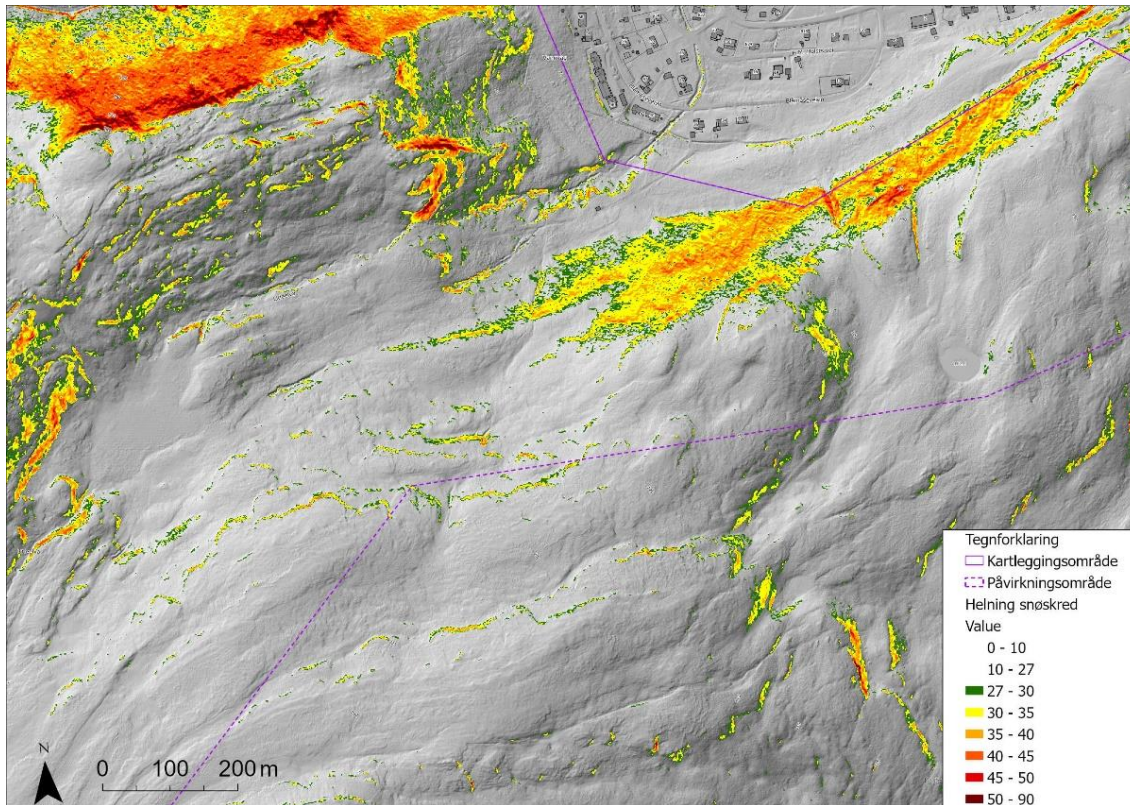 Tegnforklaring
Kartleggingsområde
Påvirkningsområde
Helning snøskred
Value
0 - 10
10 - 27
27 - 30
30 - 35
35 - 40
40 - 45
45 - 50
50 - 90
N
0 100 200 m